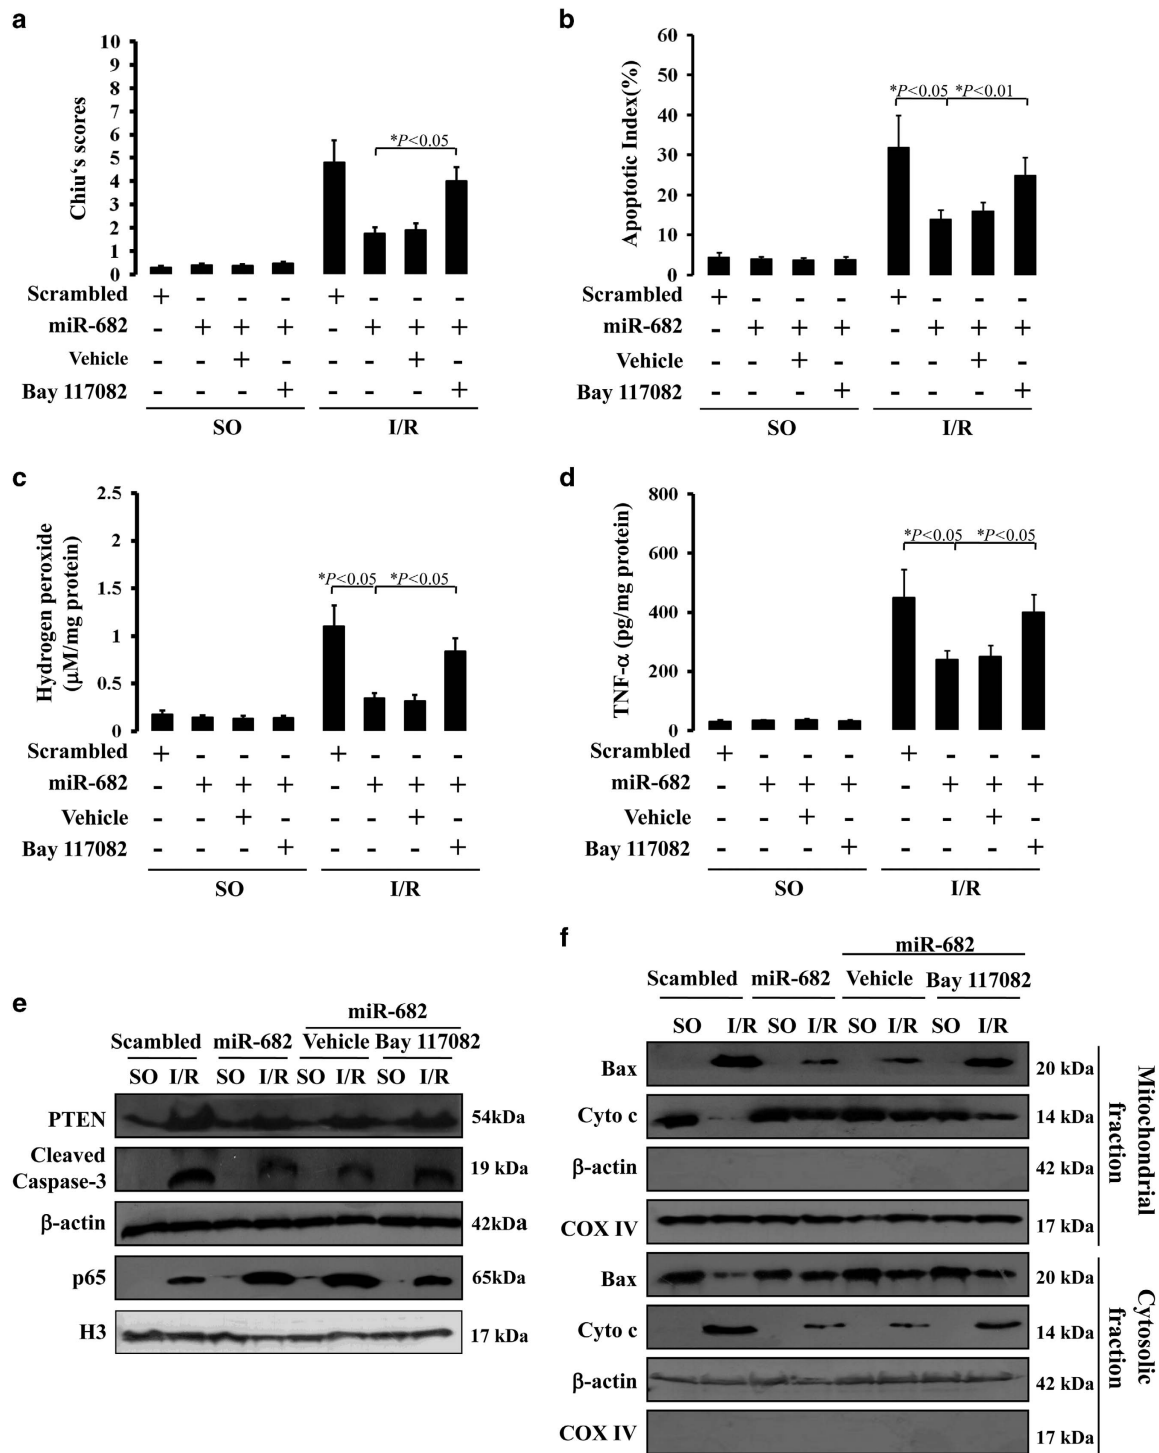 a
10
9
8
7
6
5
4
3
2
1
0
Chiu's scores
*P<0.05
Scrambled + - - - + - - -
miR-682 - + + + - + + +
Vehicle - - + - - - + -
Bay 117082 - - - + - - - +
SO I/R
b
60
50
40
30
20
10
0
Apoptotic Index(%)
*P<0.05 *P<0.01
Scrambled + - - - + - - -
miR-682 - + + + - + + +
Vehicle - - + - - - + -
Bay 117082 - - - + - - - +
SO I/R
c
2.5
2
1.5
1
0.5
0
Hydrogen peroxide
(μM/mg protein)
*P<0.05 *P<0.05
Scrambled + - - - + - - -
miR-682 - + + + - + + +
Vehicle - - + - - - + -
Bay 117082 - - - + - - - +
SO I/R
d
800
600
400
200
0
TNF-α (pg/mg protein)
*P<0.05 *P<0.05
Scrambled + - - - + - - -
miR-682 - + + + - + + +
Vehicle - - + - - - + -
Bay 117082 - - - + - - - +
SO I/R
e
miR-682
Scambled miR-682 Vehicle Bay 117082
SO I/R SO I/R SO I/R SO I/R
PTEN 54kDa
Cleaved
Caspase-3 19 kDa
β-actin 42kDa
p65 65kDa
H3 17 kDa
f
miR-682
Scambled miR-682 Vehicle Bay 117082
SO I/R SO I/R SO I/R SO I/R
Bax 20 kDa
Cyto c 14 kDa
β-actin 42 kDa
COX IV 17 kDa
Mitochondrial
fraction
Bax 20 kDa
Cyto c 14 kDa
β-actin 42 kDa
COX IV 17 kDa
Cytosolic
fraction